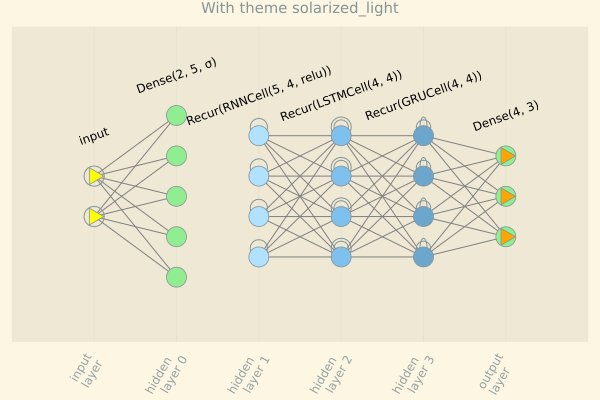 With theme solarized_light
input
Dense(2, 5, σ)
Recur(RNNCell(5, 4, relu))
Recur(LSTMCell(4, 4))
Recur(GRUCell(4, 4))
Dense(4, 3)
input
layer
hidden
layer 0
hidden
layer 1
hidden
layer 2
hidden
layer 3
output
layer